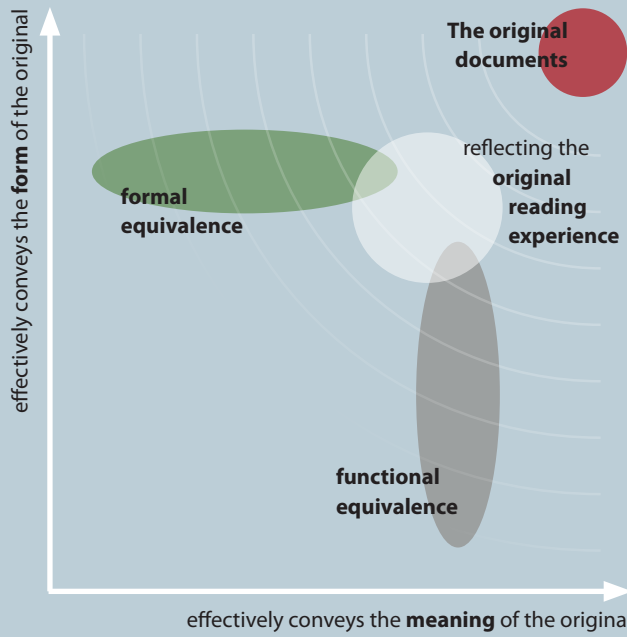 The original
documents
reflecting the
original
reading
experience
formal
equivalence
functional
equivalence
effectively conveys the form of the original
effectively conveys the meaning of the origina